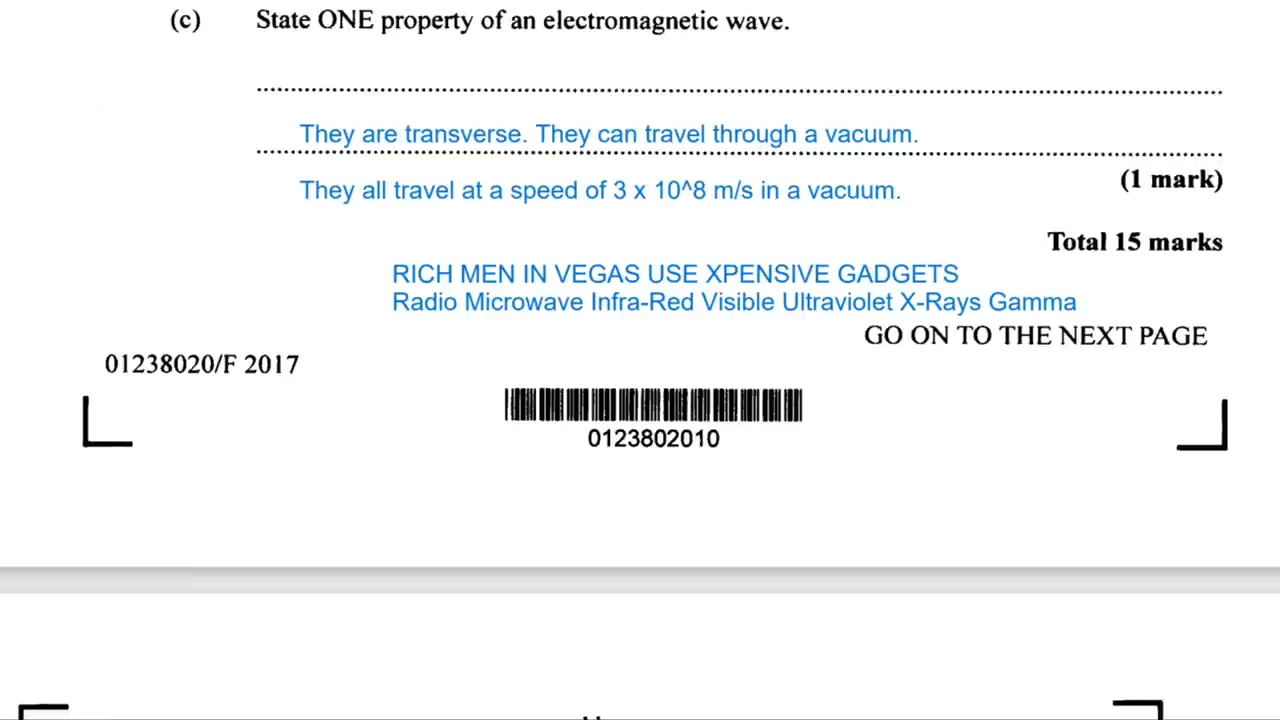 (c) State ONE property of an electromagnetic wave.
They are transverse. They can travel through a vacuum.
They all travel at a speed of 3 x 10^8 m/s in a vacuum.
(1 mark)
Total 15 marks
RICH MEN IN VEGAS USE XPENSIVE GADGETS
Radio Microwave Infra-Red Visible Ultraviolet X-Rays Gamma
GO ON TO THE NEXT PAGE
01238020/F 2017
0123802010